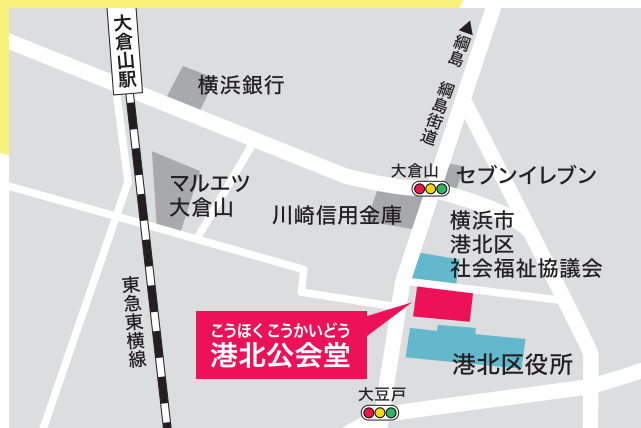 大倉山駅
横浜銀行
▲綱島
綱島街道
大倉山
セブンイレブン
マルエツ
大倉山
川崎信用金庫
横浜市
港北区
社会福祉協議会
東急東横線
こうほくこうかいどう
港北公会堂
港北区役所
大豆戸